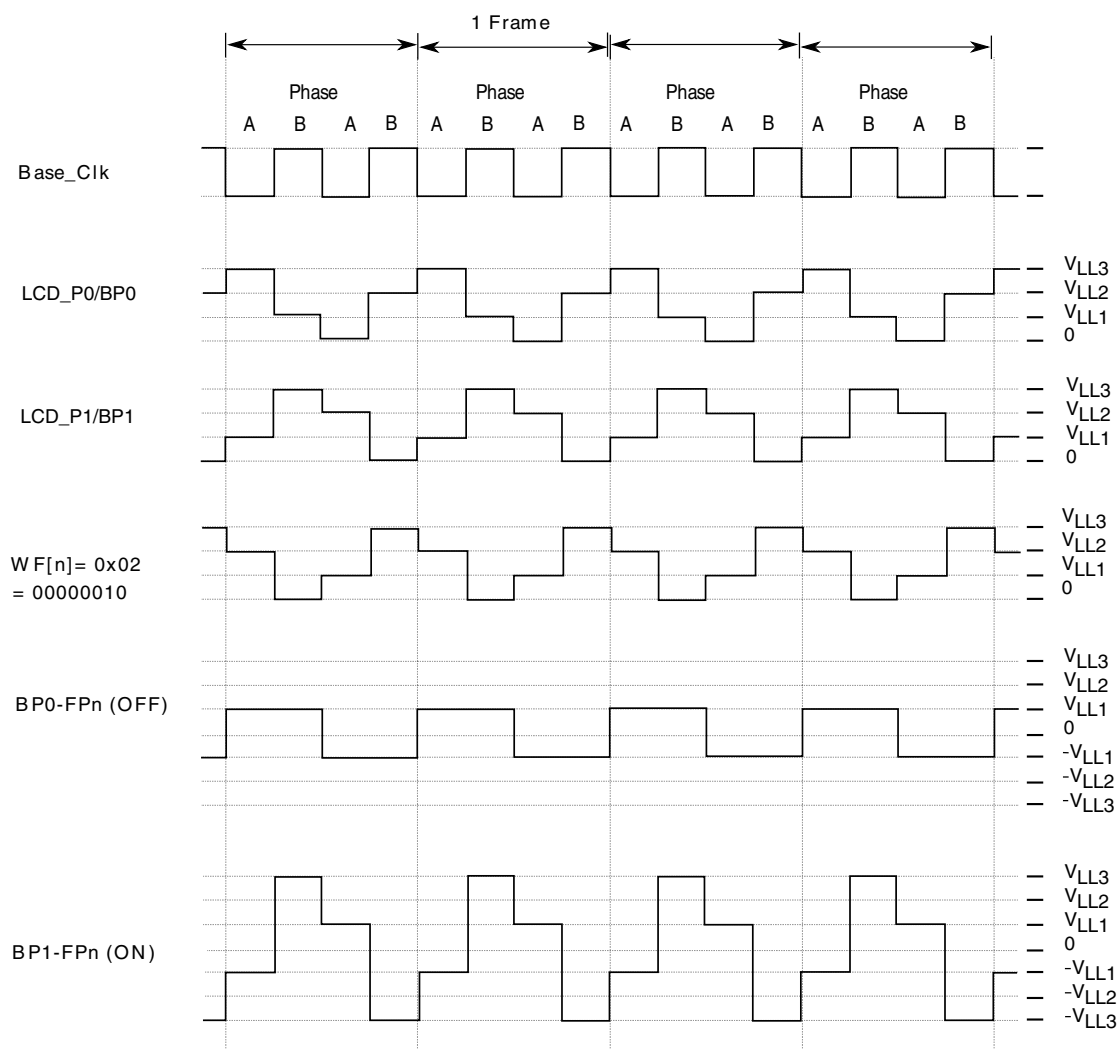 1 Frame
Phase Phase Phase Phase
A B A B A B A B A B A B A B A B
Base_Clk
LCD_P0/BP0
VLL3
VLL2
VLL1
0
LCD_P1/BP1
VLL3
VLL2
VLL1
0
WF[n]= 0x02
= 00000010
VLL3
VLL2
VLL1
0
BP0-FPn (OFF)
VLL3
VLL2
VLL1
0
-VLL1
-VLL2
-VLL3
BP1-FPn (ON)
VLL3
VLL2
VLL1
0
-VLL1
-VLL2
-VLL3